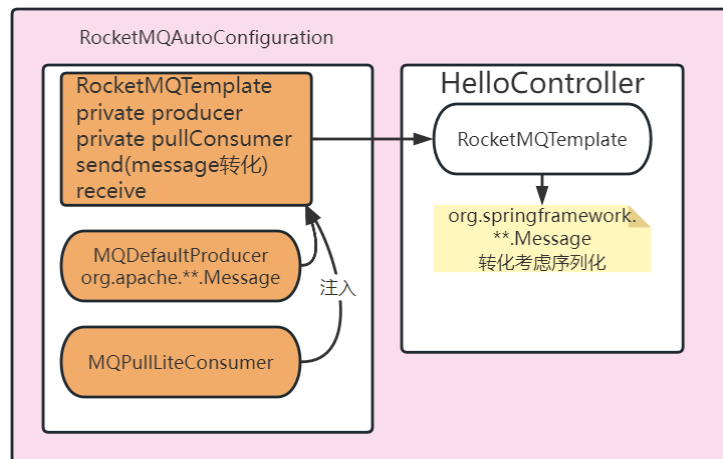 RocketMQAutoConfiguration
RocketMQTemplate
private producer
private pullConsumer
send(message转化)
receive
MQDefaultProducer
org.apache.**.Message
注入
MQPullLiteConsumer
HelloController
RocketMQTemplate
org.springframework.
**.Message
转化考虑序列化